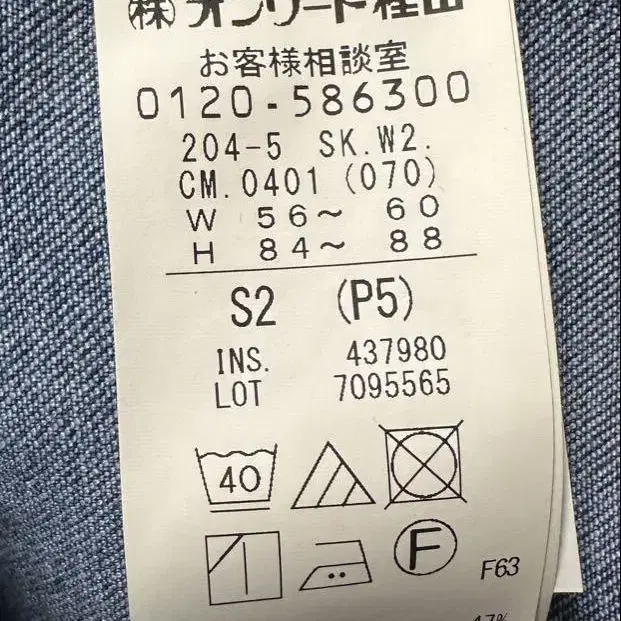 ㈱オンワード樫山
お客様相談室
0120-586300
204-5 SK.W2.
CM.0401 (070)
W 56～ 60
H 84～ 88
S2 (P5)
INS. 437980
LOT 7095565
40
F
F63
47%